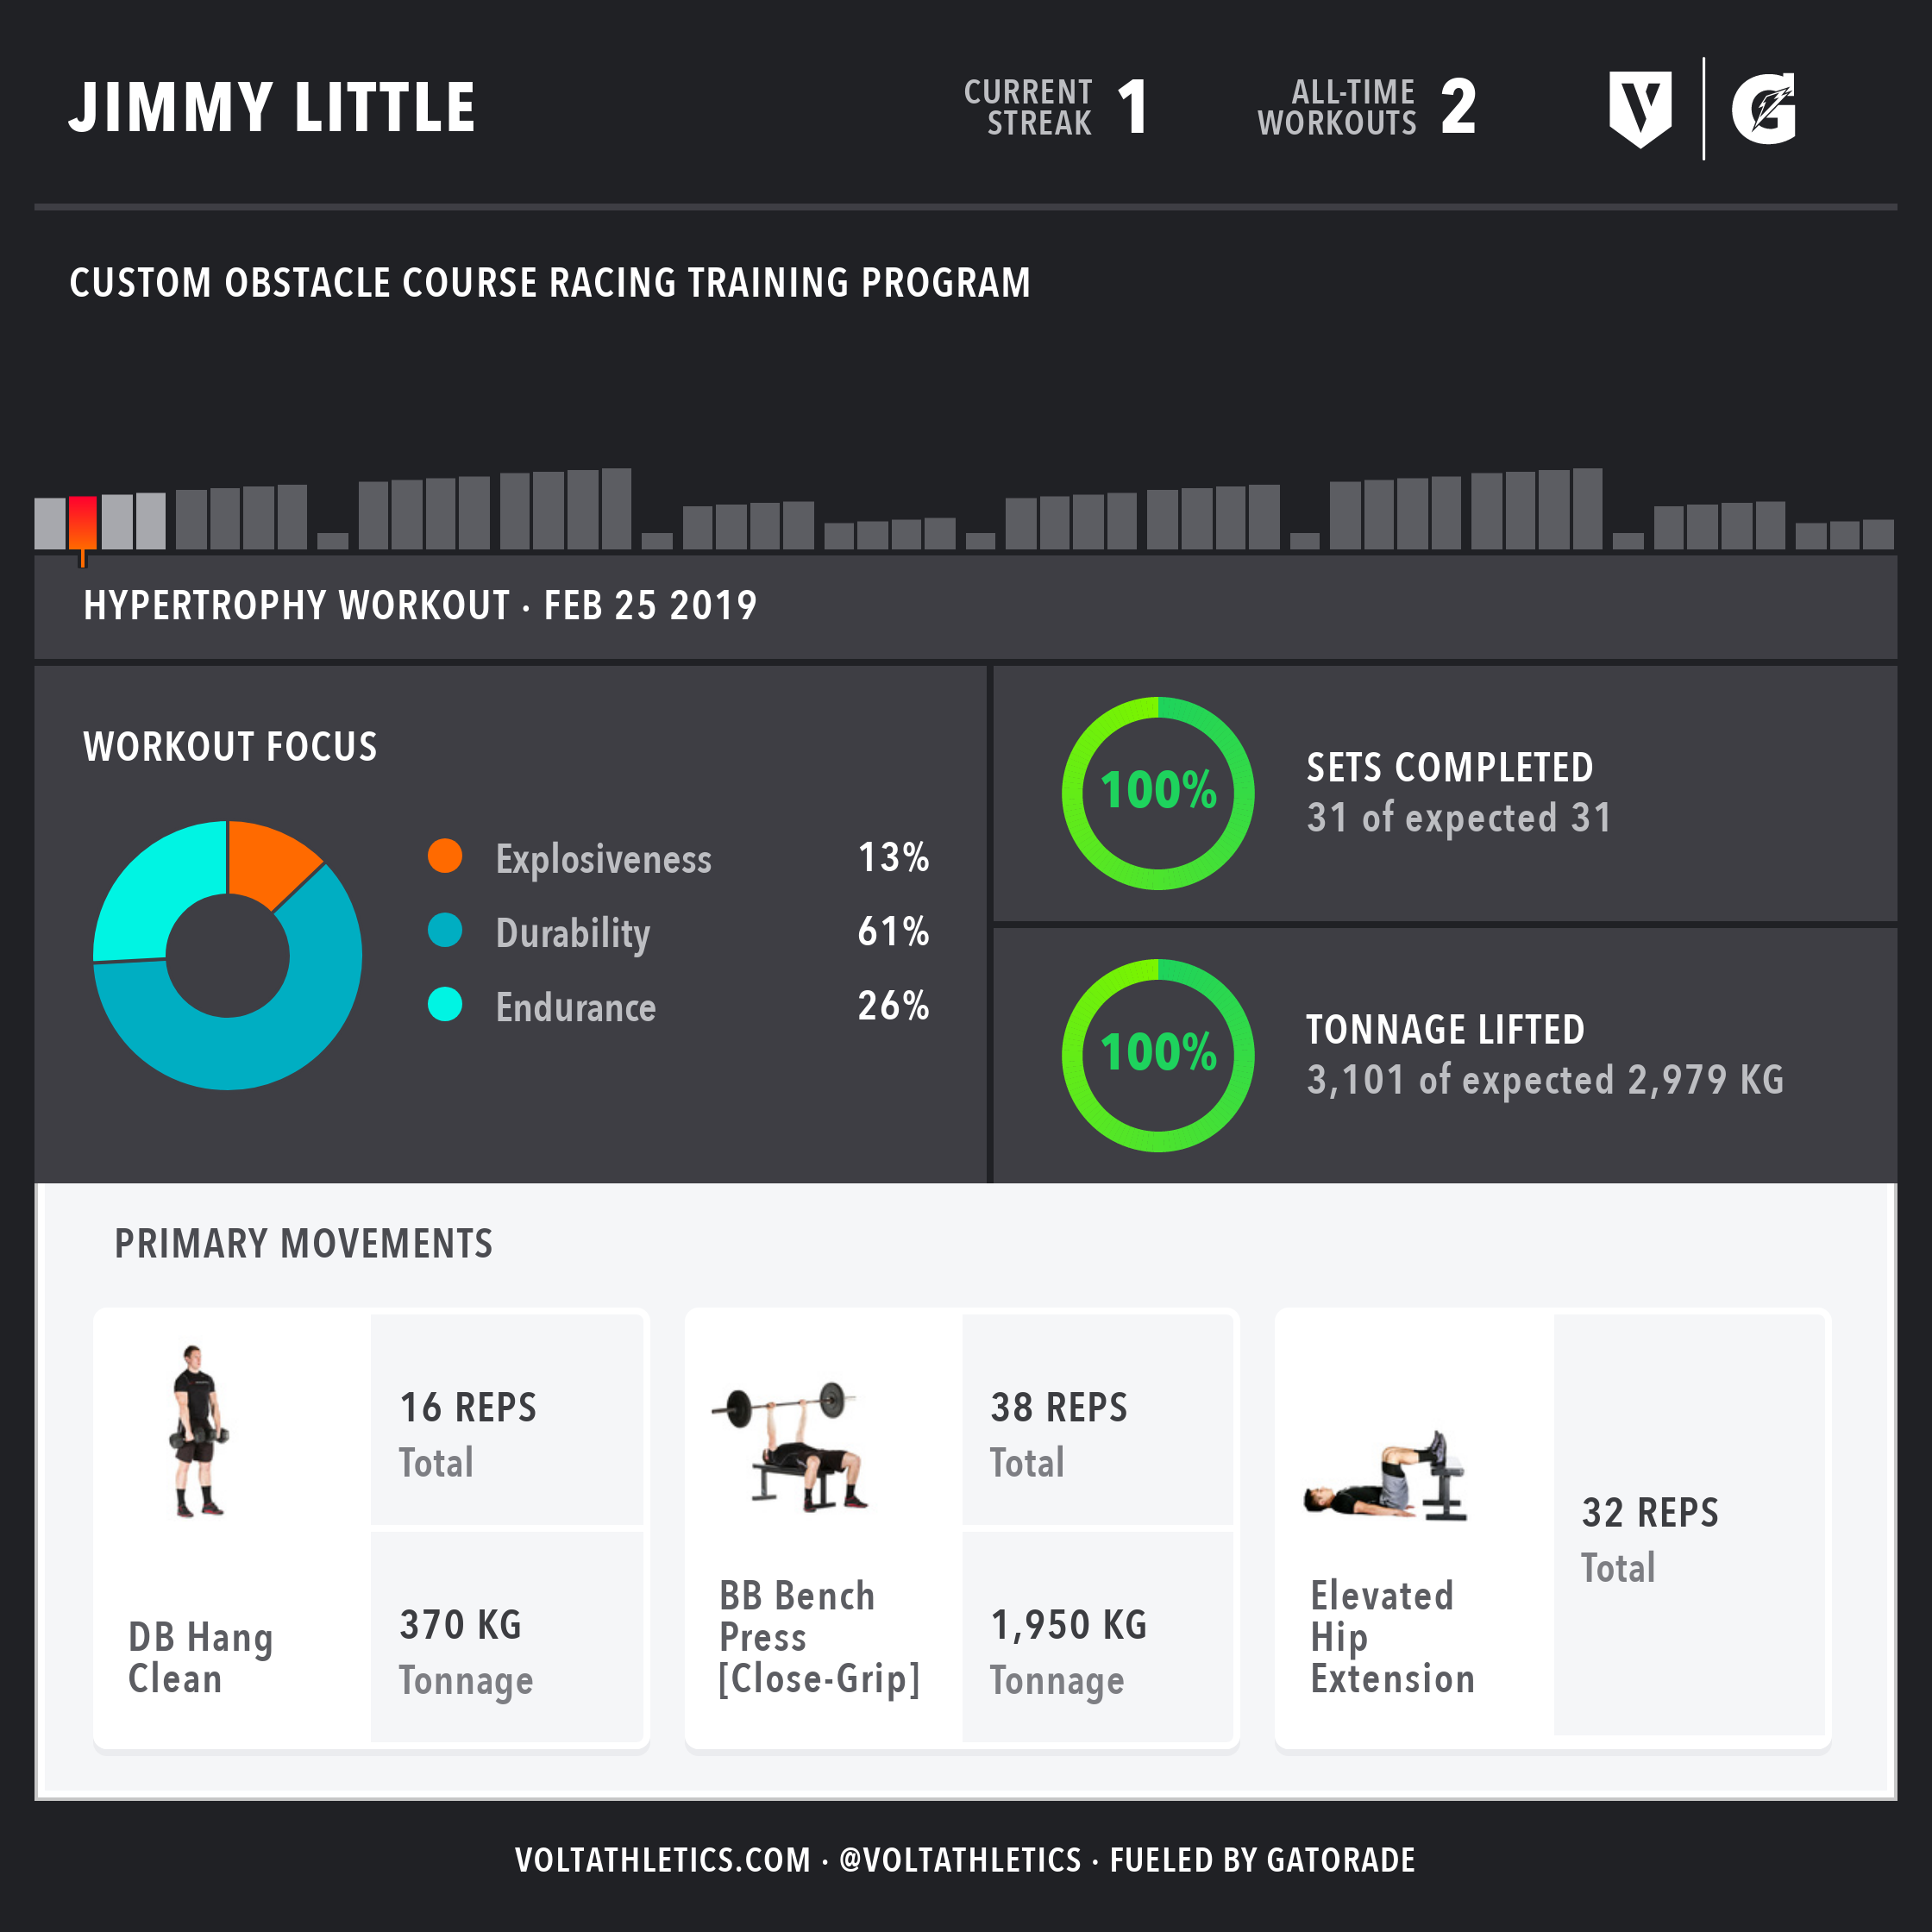 JIMMY LITTLE
CURRENT
STREAK
1
ALL-TIME
WORKOUTS
2
V
G
CUSTOM OBSTACLE COURSE RACING TRAINING PROGRAM
HYPERTROPHY WORKOUT · FEB 25 2019
WORKOUT FOCUS
Explosiveness 13%
Durability 61%
Endurance 26%
100%
SETS COMPLETED
31 of expected 31
100%
TONNAGE LIFTED
3,101 of expected 2,979 KG
PRIMARY MOVEMENTS
DB Hang
Clean
16 REPS
Total
370 KG
Tonnage
BB Bench
Press
[Close-Grip]
38 REPS
Total
1,950 KG
Tonnage
Elevated
Hip
Extension
32 REPS
Total
VOLTATHLETICS.COM · @VOLTATHLETICS · FUELED BY GATORADE